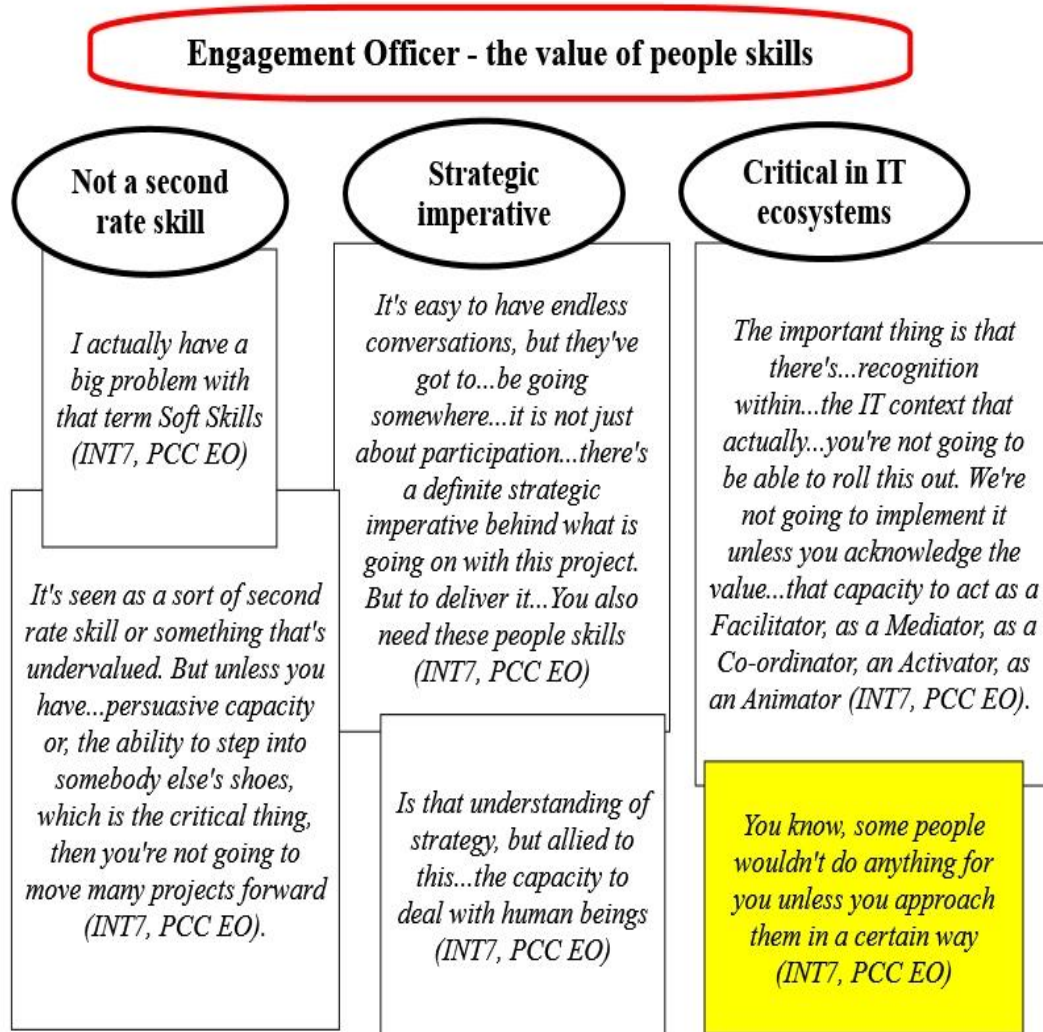 Engagement Officer - the value of people skills
Not a second
rate skill
I actually have a
big problem with
that term Soft Skills
(INT7, PCC EO)
It's seen as a sort of second
rate skill or something that's
undervalued. But unless you
have...persuasive capacity
or, the ability to step into
somebody else's shoes,
which is the critical thing,
then you're not going to
move many projects forward
(INT7, PCC EO).
Strategic
imperative
It's easy to have endless
conversations, but they've
got to...be going
somewhere...it is not just
about participation...there's
a definite strategic
imperative behind what is
going on with this project.
But to deliver it...You also
need these people skills
(INT7, PCC EO)
Is that understanding of
strategy, but allied to
this...the capacity to
deal with human beings
(INT7, PCC EO)
Critical in IT
ecosystems
The important thing is that
there's...recognition
within...the IT context that
actually...you're not going to
be able to roll this out. We're
not going to implement it
unless you acknowledge the
value...that capacity to act as a
Facilitator, as a Mediator, as a
Co-ordinator, an Activator, as
an Animator (INT7, PCC EO).
You know, some people
wouldn't do anything for
you unless you approach
them in a certain way
(INT7, PCC EO)